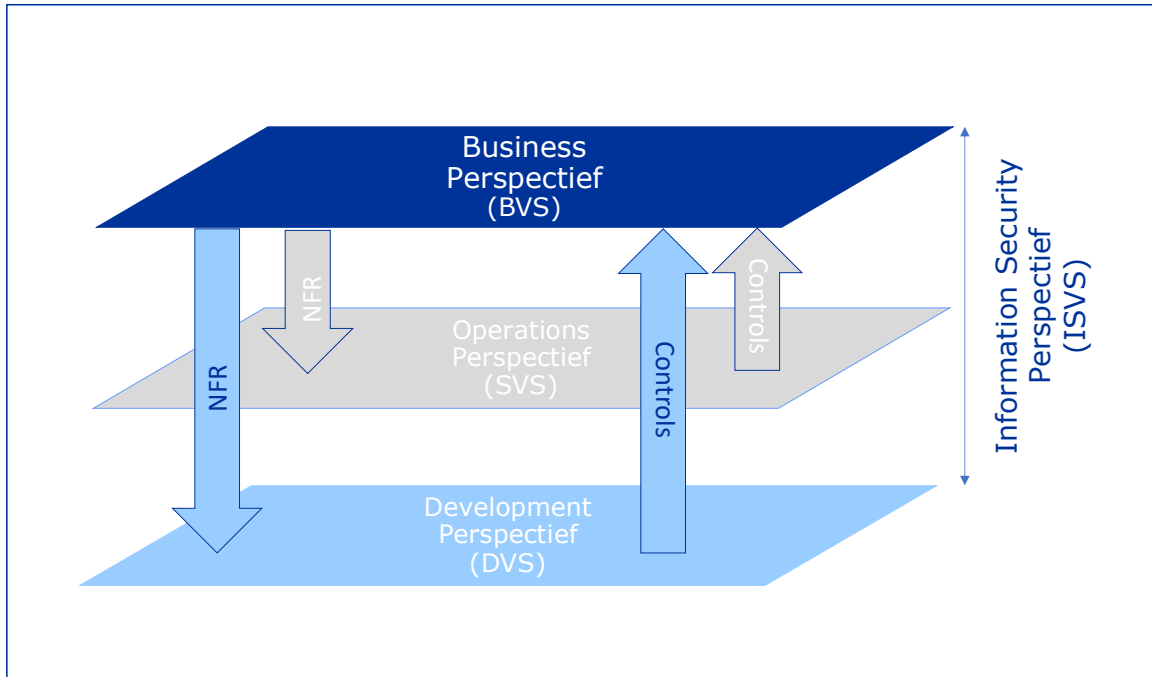 Business
Perspectief
(BVS)
NFR
NFR
Controls
Controls
Operations
Perspectief
(SVS)
Development
Perspectief
(DVS)
Information Security
Perspectief
(ISVS)